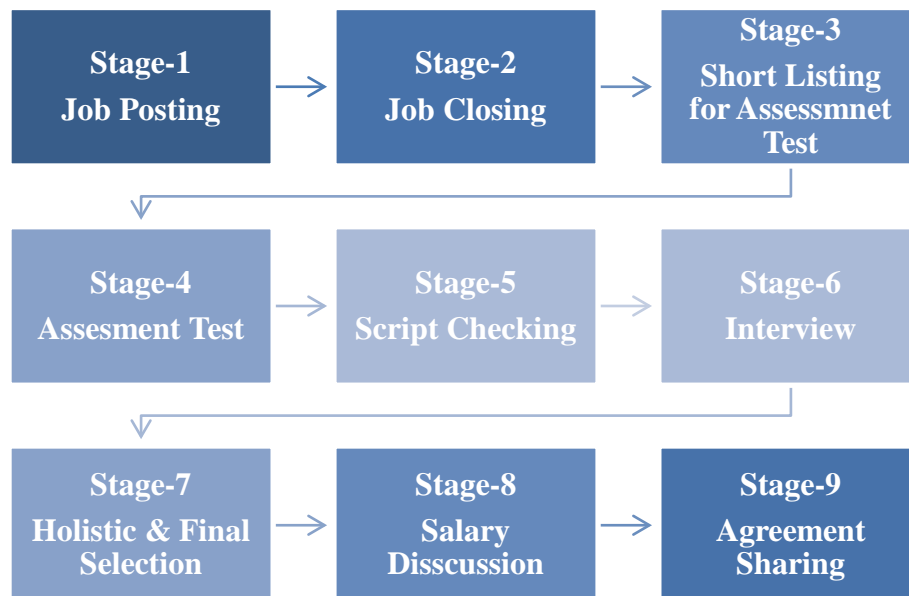 Stage-1
Job Posting
Stage-2
Job Closing
Stage-3
Short Listing
for Assessmnet
Test
Stage-4
Assesment Test
Stage-5
Script Checking
Stage-6
Interview
Stage-7
Holistic & Final
Selection
Stage-8
Salary
Disscussion
Stage-9
Agreement
Sharing